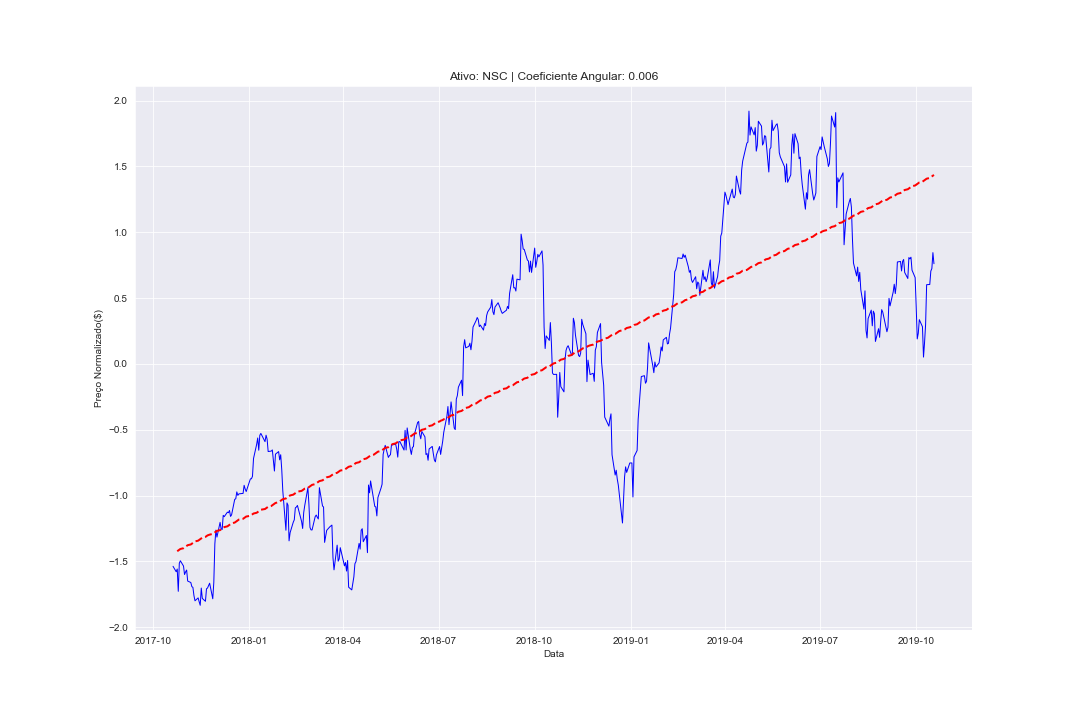 Ativo: NSC | Coeficiente Angular: 0.006
2.0
1.5
1.0
0.5
0.0
−0.5
−1.0
−1.5
−2.0
Preço Normalizado($)
2017-10 2018-01 2018-04 2018-07 2018-10 2019-01 2019-04 2019-07 2019-10
Data